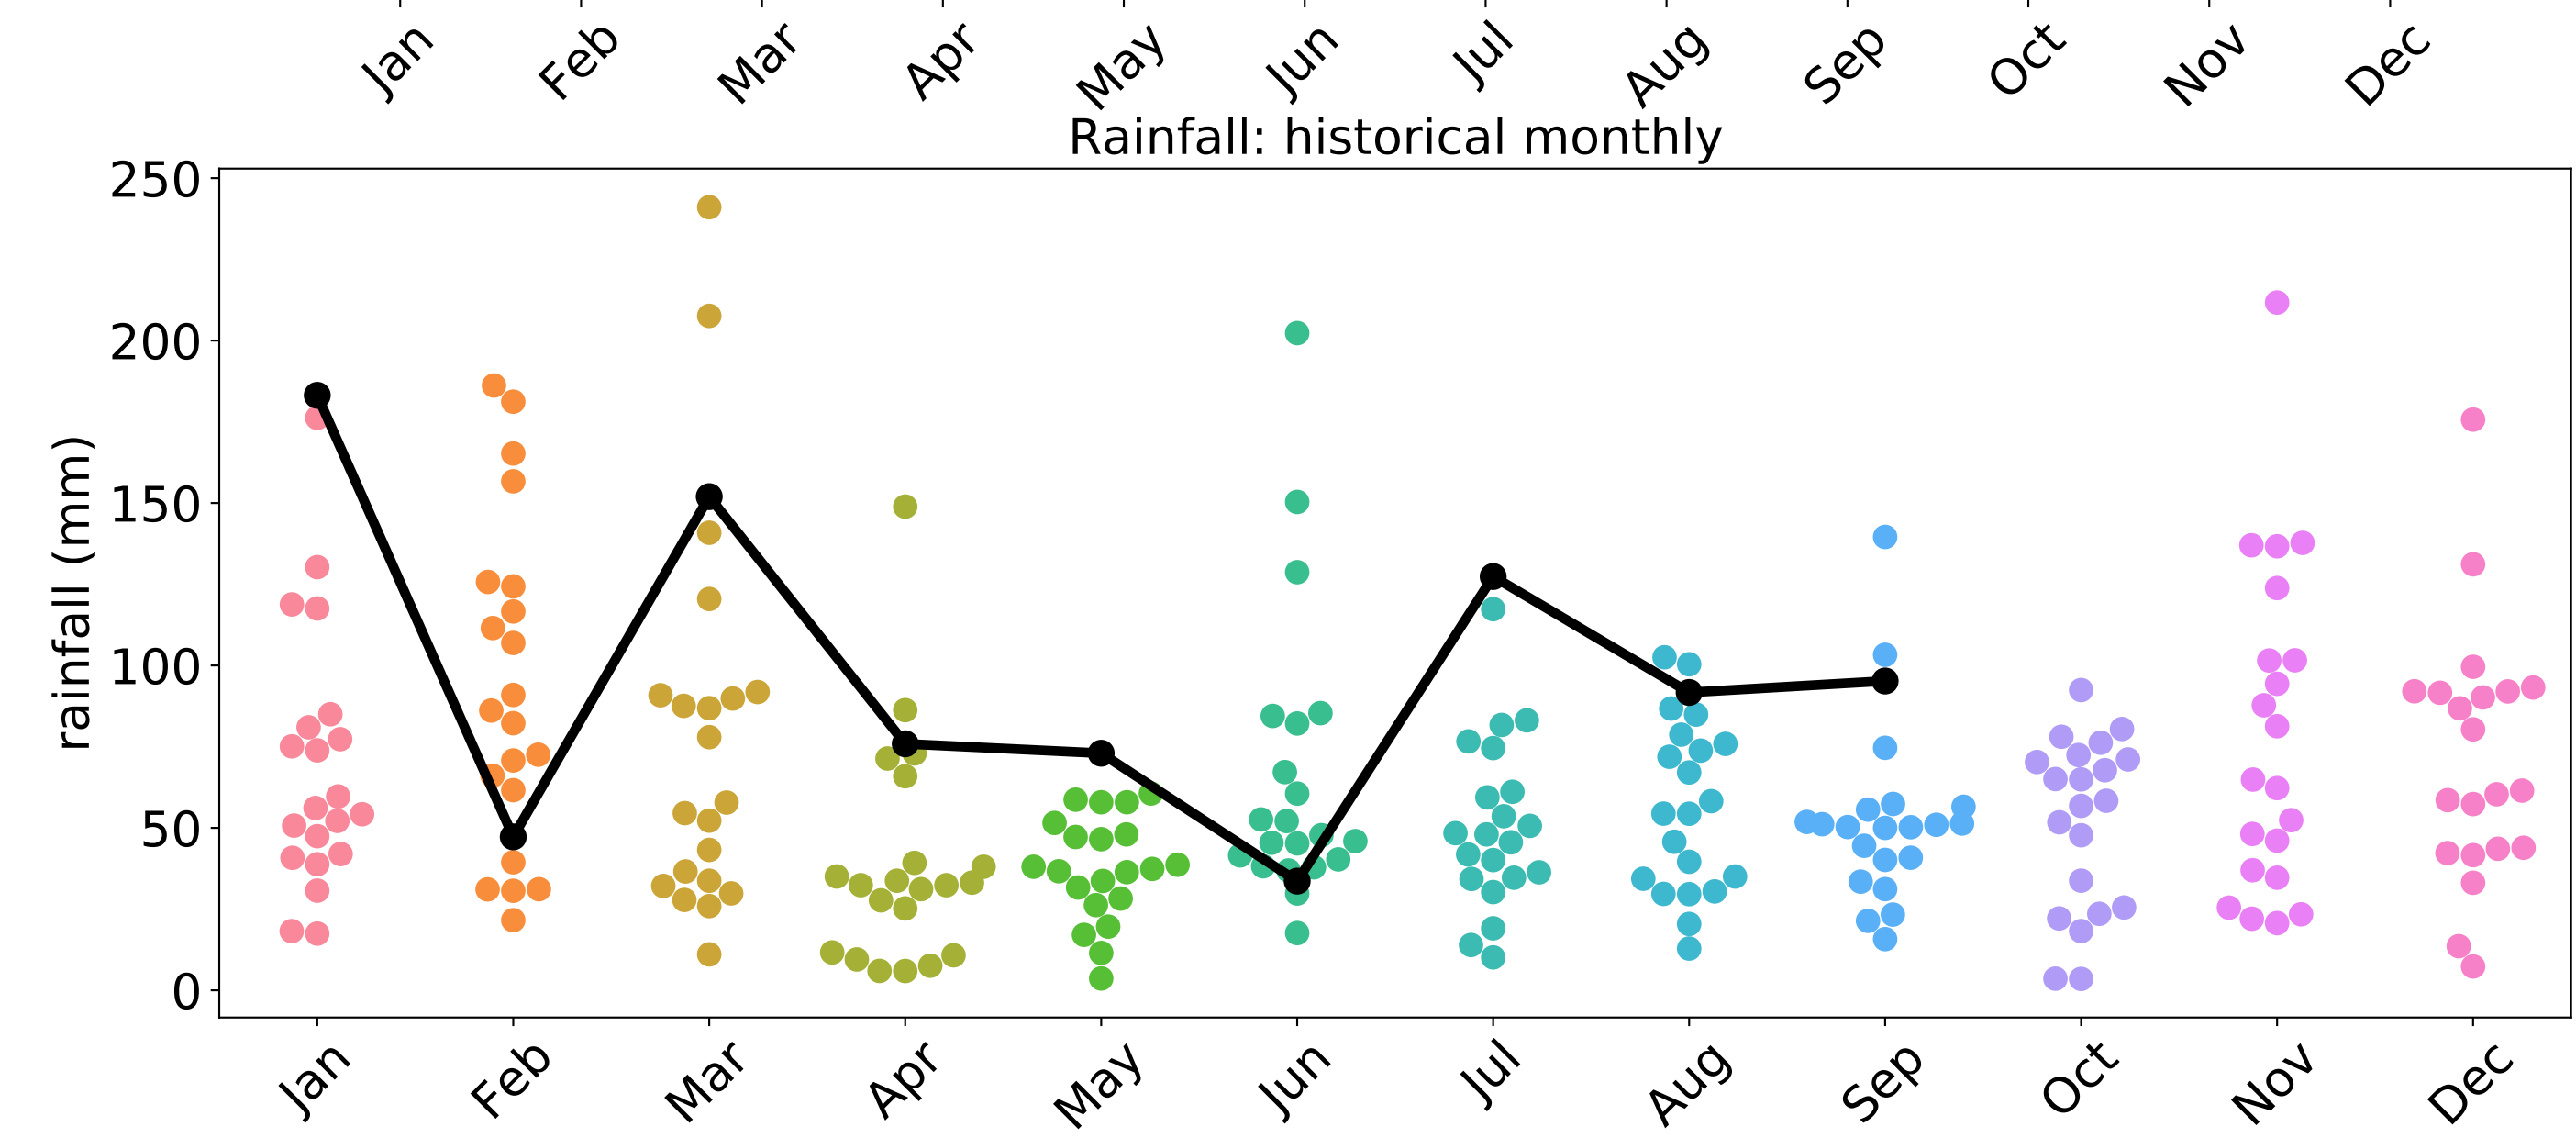 Jan Feb Mar Apr May Jun Jul Aug Sep Oct Nov Dec
Rainfall: historical monthly
rainfall (mm)
250
200
150
100
50
0
Jan Feb Mar Apr May Jun Jul Aug Sep Oct Nov Dec